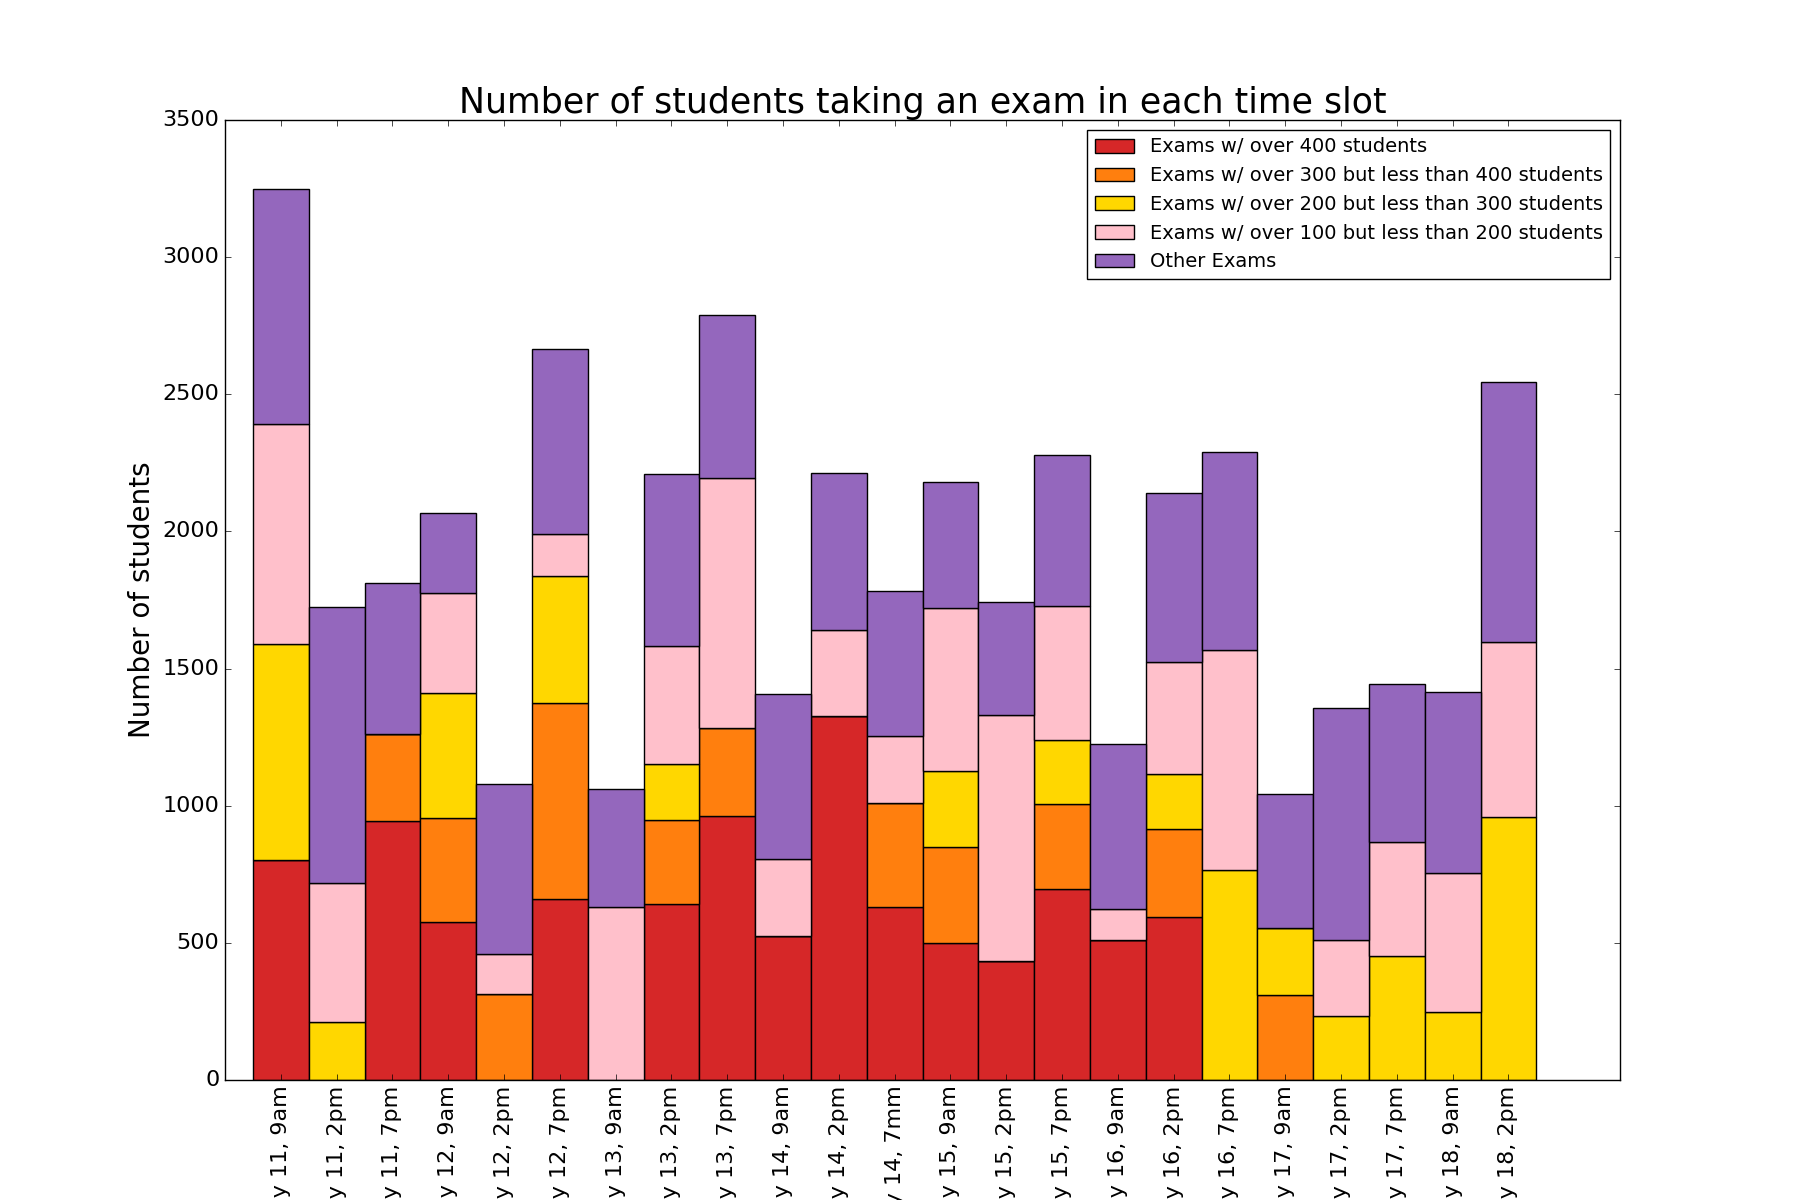 Number of students taking an exam in each time slot
Exams w/ over 400 students
Exams w/ over 300 but less than 400 students
Exams w/ over 200 but less than 300 students
Exams w/ over 100 but less than 200 students
Other Exams
Number of students
3500
3000
2500
2000
1500
1000
500
0
y 11, 9am
y 11, 2pm
y 11, 7pm
y 12, 9am
y 12, 2pm
y 12, 7pm
y 13, 9am
y 13, 2pm
y 13, 7pm
y 14, 9am
y 14, 2pm
y 14, 7mm
y 15, 9am
y 15, 2pm
y 15, 7pm
y 16, 9am
y 16, 2pm
y 16, 7pm
y 17, 9am
y 17, 2pm
y 17, 7pm
y 18, 9am
y 18, 2pm